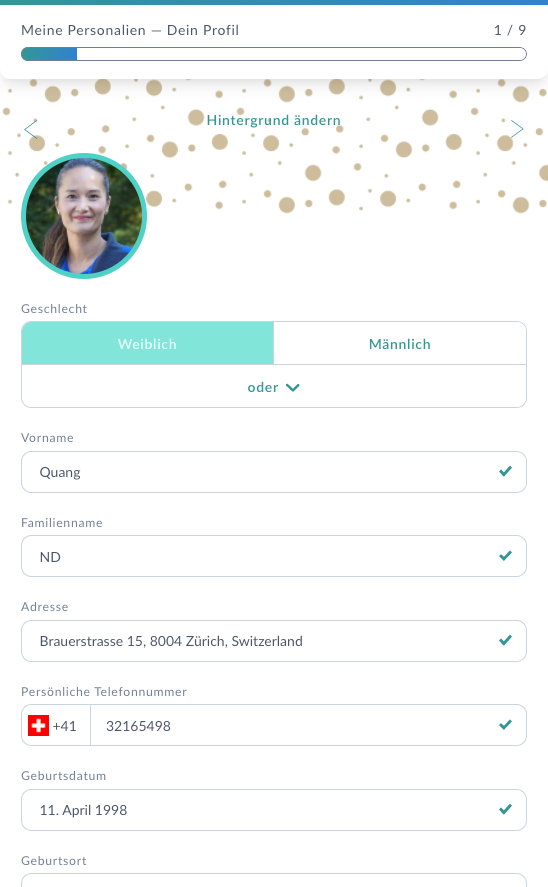 Meine Personalien — Dein Profil
1 / 9
Hintergrund ändern
Geschlecht
Weiblich
Männlich
oder
Vorname
Quang
Familienname
ND
Adresse
Brauerstrasse 15, 8004 Zürich, Switzerland
Persönliche Telefonnummer
+41 32165498
Geburtsdatum
11. April 1998
Geburtsort